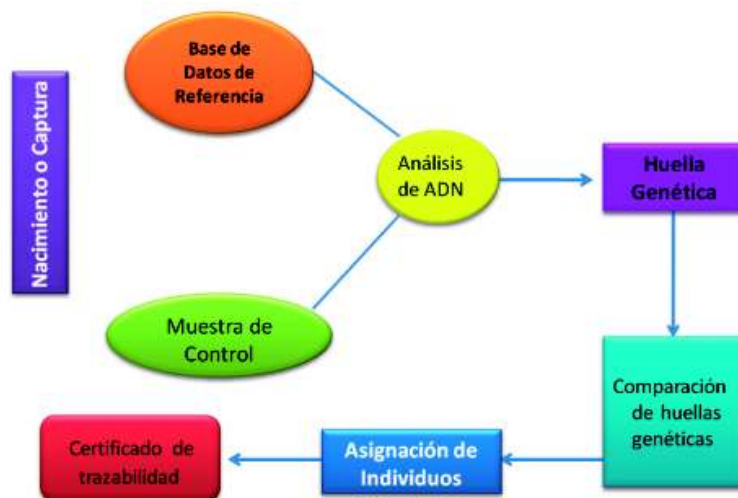 Nacimiento o Captura
Base de
Datos de
Referencia
Análisis
de ADN
Huella
Genética
Muestra de
Control
Comparación
de huellas
genéticas
Asignación de
Individuos
Certificado de
trazabilidad